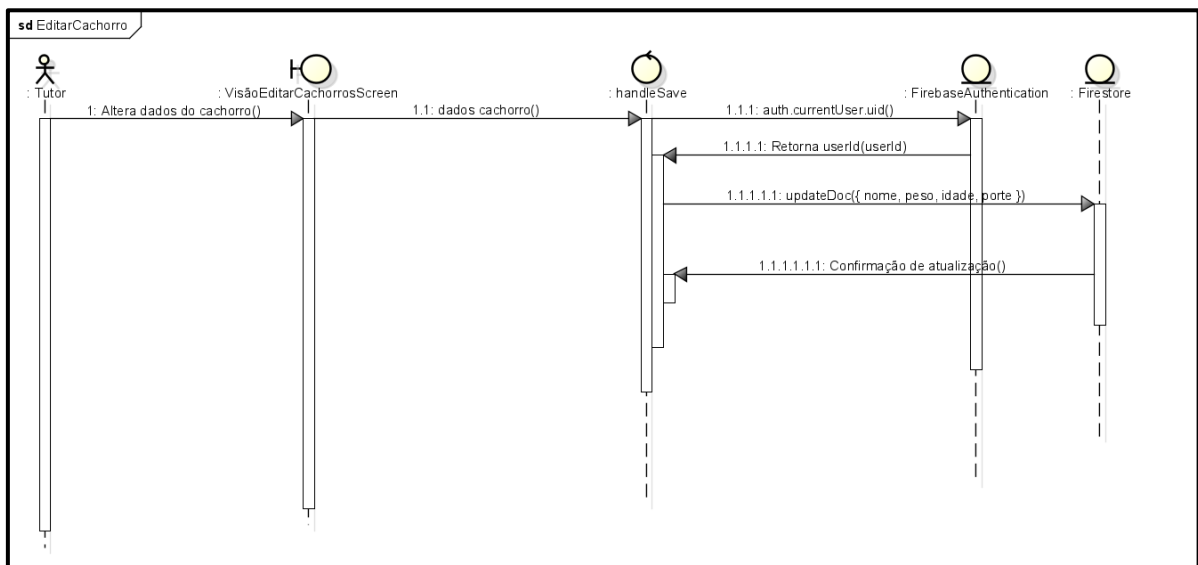 sd EditarCachorro
: Tutor
: VisãoEditarCachorrosScreen
: handleSave
: FirebaseAuthentication
: Firestore
1: Altera dados do cachorro()
1.1: dados cachorro()
1.1.1: auth.currentUser.uid()
1.1.1.1: Retorna userId(userId)
1.1.1.1.1: updateDoc({ nome, peso, idade, porte })
1.1.1.1.1.1: Confirmação de atualização()